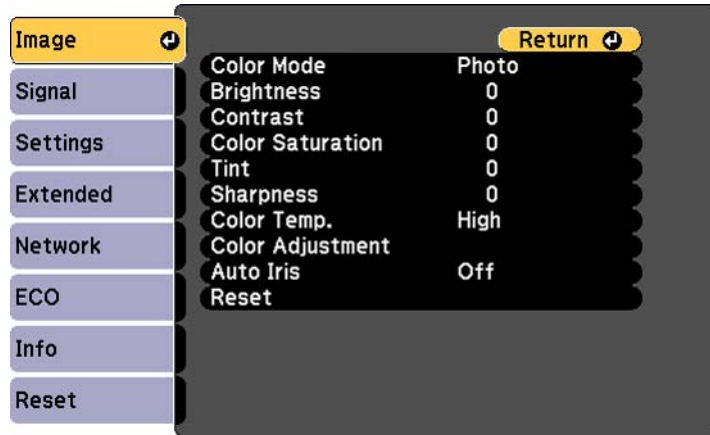 Image
Signal
Settings
Extended
Network
ECO
Info
Reset
Return
Color Mode Photo
Brightness 0
Contrast 0
Color Saturation 0
Tint 0
Sharpness 0
Color Temp. High
Color Adjustment
Auto Iris Off
Reset